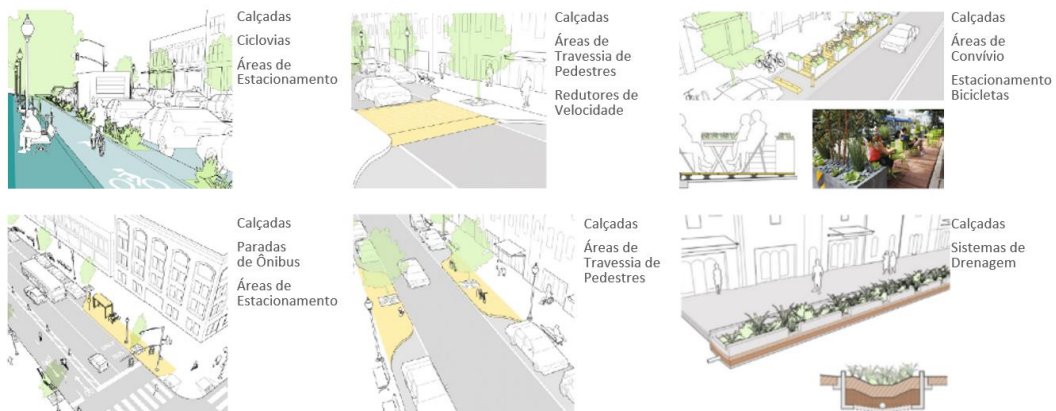 Calçadas
Ciclovias
Áreas de
Estacionamento
Calçadas
Áreas de
Travessia de
Pedestres
Redutores de
Velocidade
Calçadas
Áreas de
Convívio
Estacionamento
Bicicletas
Calçadas
Paradas
de Ônibus
Áreas de
Estacionamento
Calçadas
Áreas de
Travessia de
Pedestres
Calçadas
Sistemas de
Drenagem